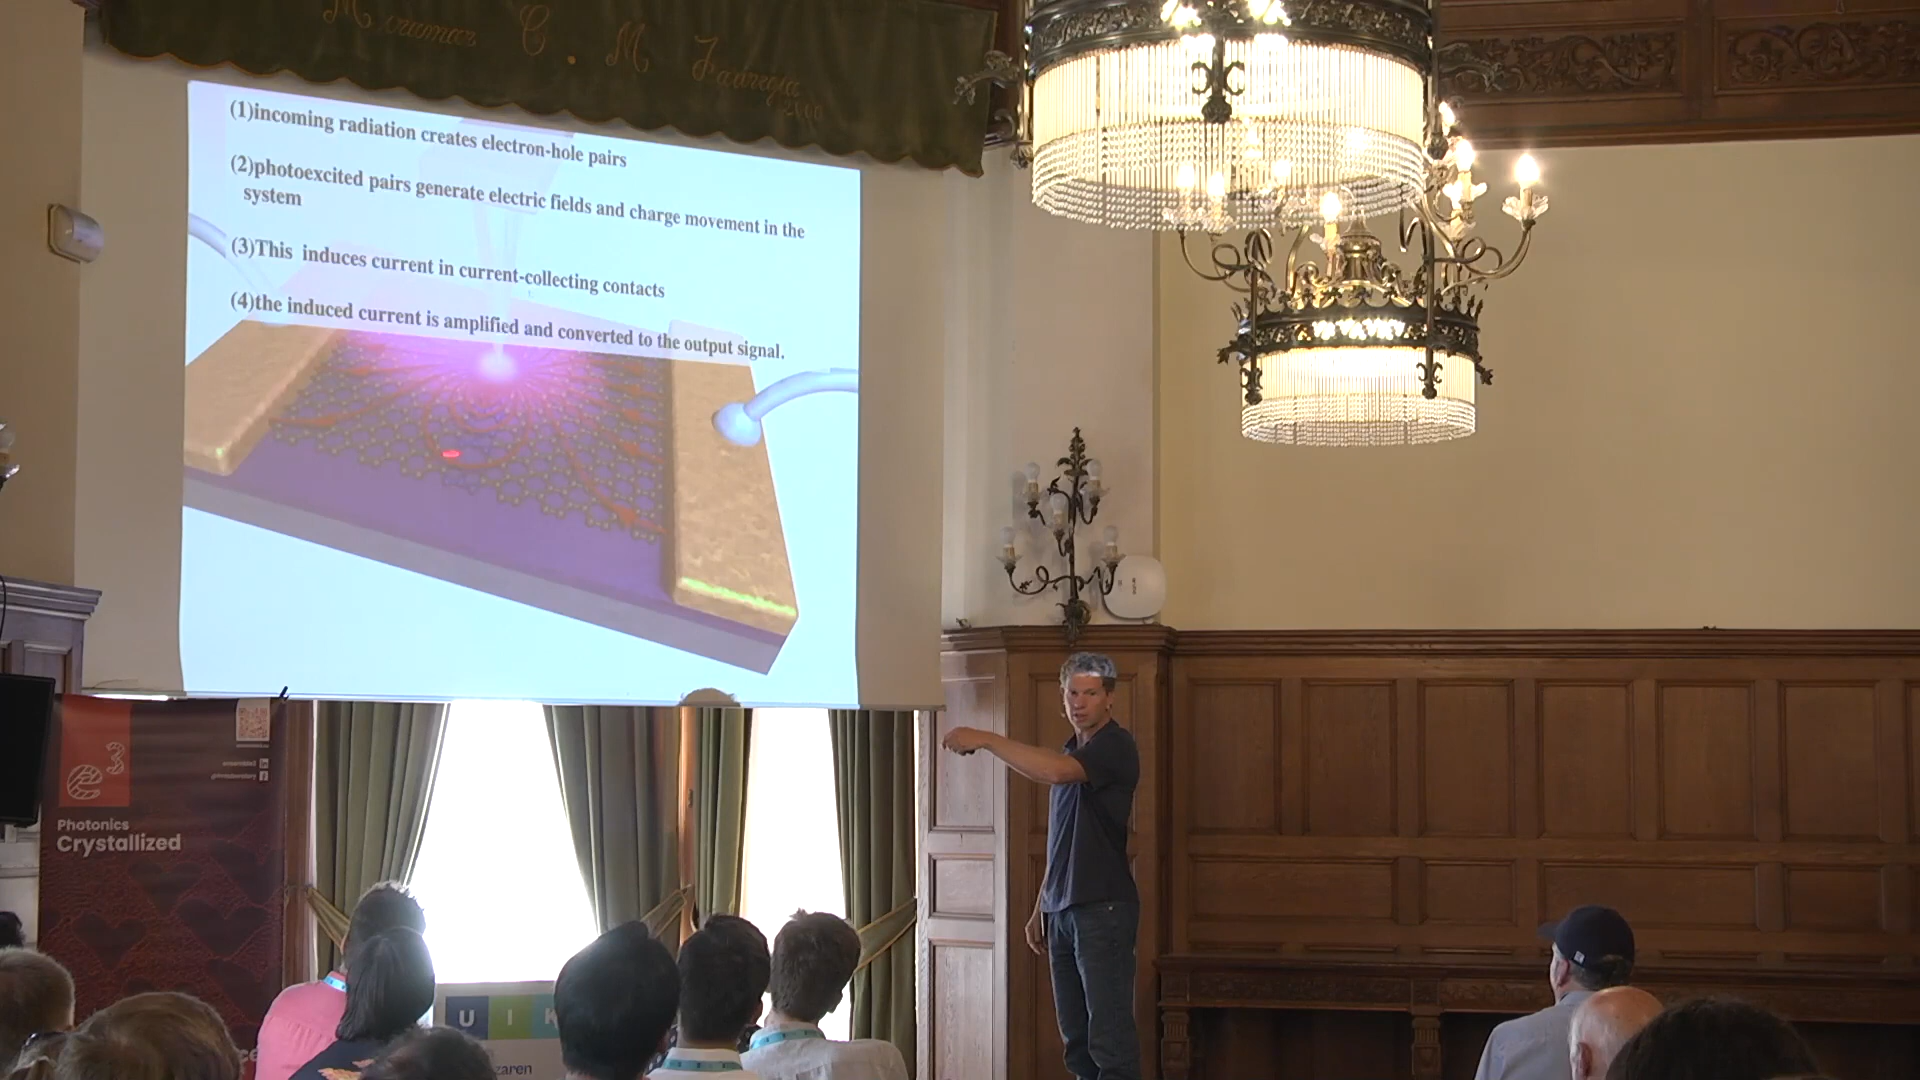 (1)incoming radiation creates electron-hole pairs
(2)photoexcited pairs generate electric fields and charge movement in the
system
(3)This induces current in current-collecting contacts
(4)the induced current is amplified and converted to the output signal.
e3
Photonics
Crystallized
U I K